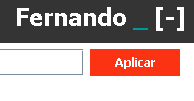 Fernando _ [-]
Aplicar